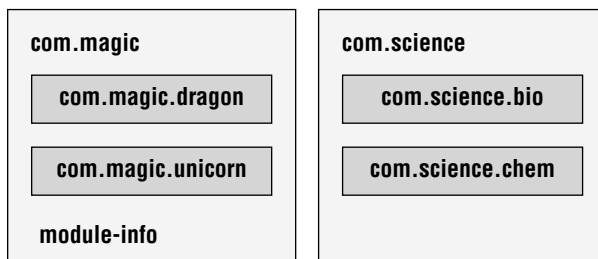 com.magic
com.magic.dragon
com.magic.unicorn
module-info
com.science
com.science.bio
com.science.chem